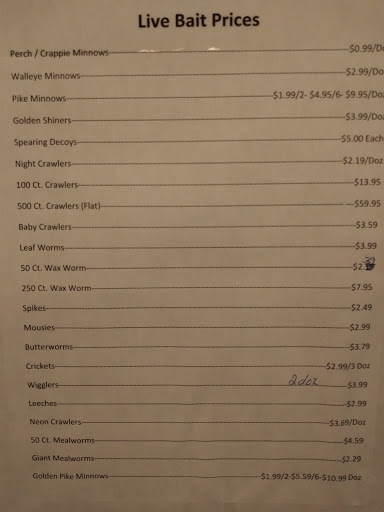 Live Bait Prices
Perch / Crappie Minnows $0.99/D
Walleye Minnows $2.99/Do
Pike Minnows $1.99/2- $4.95/6- $9.95/Doz
Golden Shiners $3.99/Doz
Spearing Decoys $5.00 Each
Night Crawlers $2.19/Doz
100 Ct. Crawlers $13.95
500 Ct. Crawlers (Flat) $59.95
Baby Crawlers $3.59
Leaf Worms $3.99
50 Ct. Wax Worm $2.39
250 Ct. Wax Worm $7.95
Spikes $2.49
Mousies $2.99
Butterworms $3.79
Crickets $2.99/3 Doz
Wigglers 2doz $3.99
Leeches $2.99
Neon Crawlers $3.69/Doz
50 Ct. Mealworms $4.59
Giant Mealworms $2.29
Golden Pike Minnows $1.99/2-$5.59/6-$10.99 Doz